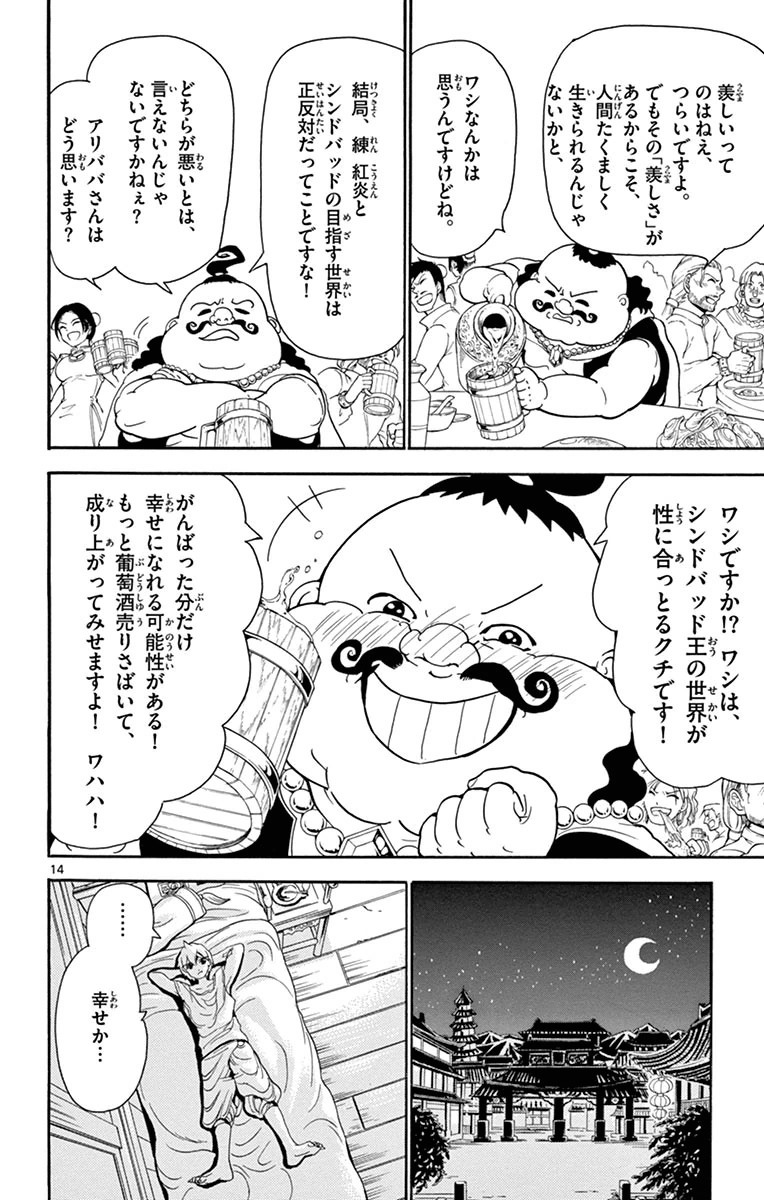 羨しいって
のはねえ、
つらいですよ。
でもその「羨しさ」が
あるからこそ、
人間たくましく
生きられるんじゃ
ないかと、
ワシなんかは
思うんですけどね。
結局、練 紅炎と
シンドバッドの目指す世界は
正反対だってことですな！
どちらが悪いとは、
言えないんじゃ
ないですかねぇ？
アリババさんは
どう思います？
ワシですか!? ワシは、
シンドバッド王の世界が
性に合っとるクチです！
がんばった分だけ
幸せになれる可能性がある！
もっと葡萄酒売りさばいて、
成り上がってみせますよ！ ワハハ！
14
……
幸せか…